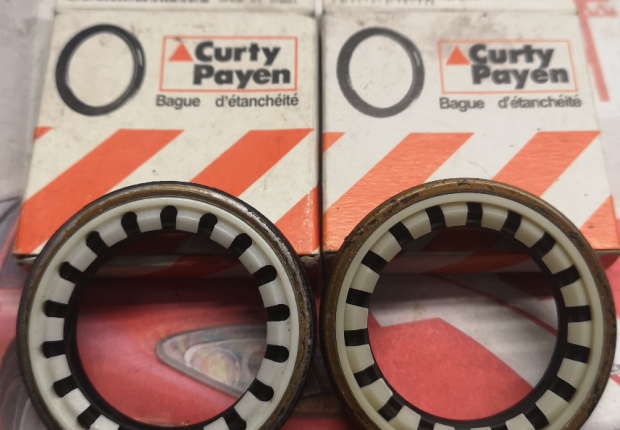 Curty
Payen
Bague d'étanchéité
Curty
Payen
Bague d'étanchéité